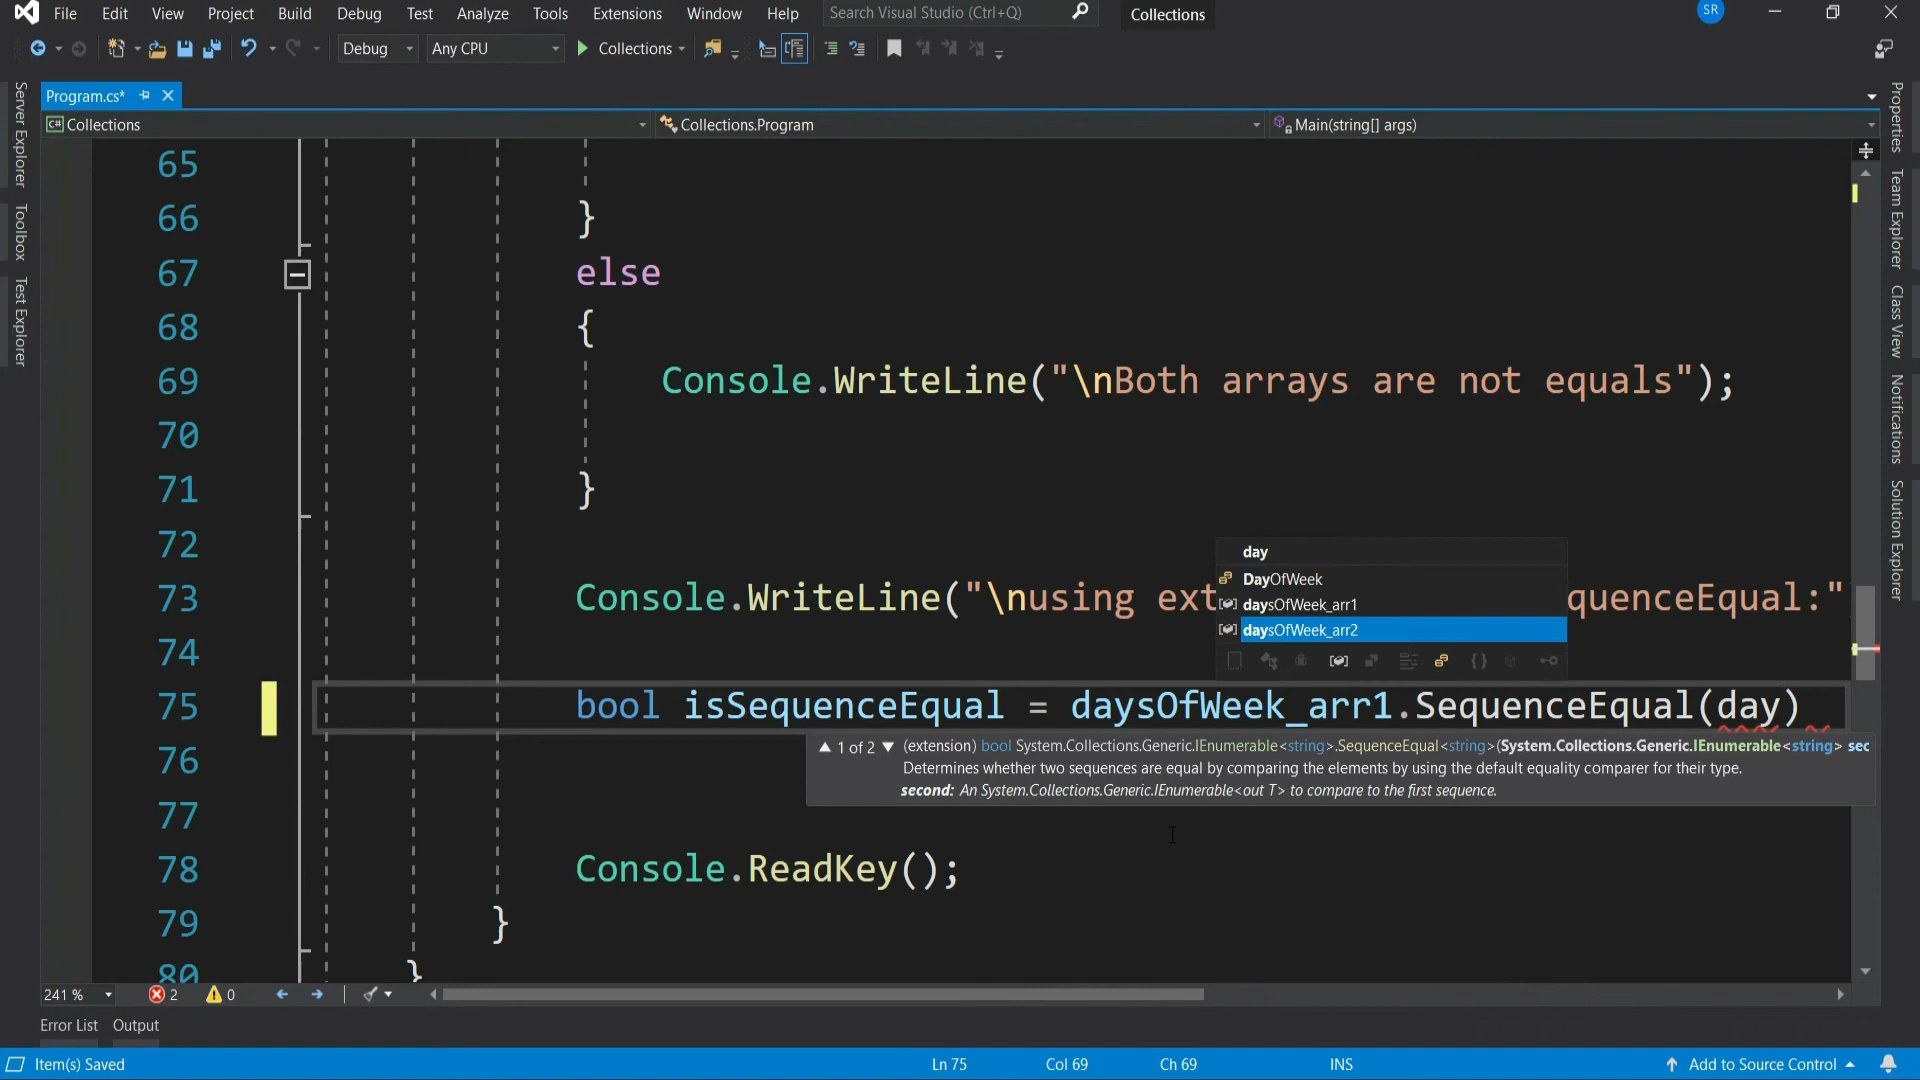 File Edit View Project Build Debug Test Analyze Tools Extensions Window Help Search Visual Studio (Ctrl+Q) Collections SR
Debug Any CPU Collections
Program.cs*
C# Collections Collections.Program Main(string[] args)
Server Explorer
Toolbox
Test Explorer
65
66 }
67 else
68 {
69 Console.WriteLine("\nBoth arrays are not equals");
70
71 }
72
73 Console.WriteLine("\nusing ext quenceEqual:"
74
75 bool isSequenceEqual = daysOfWeek_arr1.SequenceEqual(day)
76
77
78 Console.ReadKey();
79 }
80 }
day
DayOfWeek
daysOfWeek_arr1
daysOfWeek_arr2
1 of 2 (extension) bool System.Collections.Generic.IEnumerable<string>.SequenceEqual<string>(System.Collections.Generic.IEnumerable<string> sec
Determines whether two sequences are equal by comparing the elements by using the default equality comparer for their type.
second: An System.Collections.Generic.IEnumerable<out T> to compare to the first sequence.
Properties
Team Explorer
Class View
Notifications
Solution Explorer
241 % 2 0
Error List Output
Item(s) Saved Ln 75 Col 69 Ch 69 INS Add to Source Control